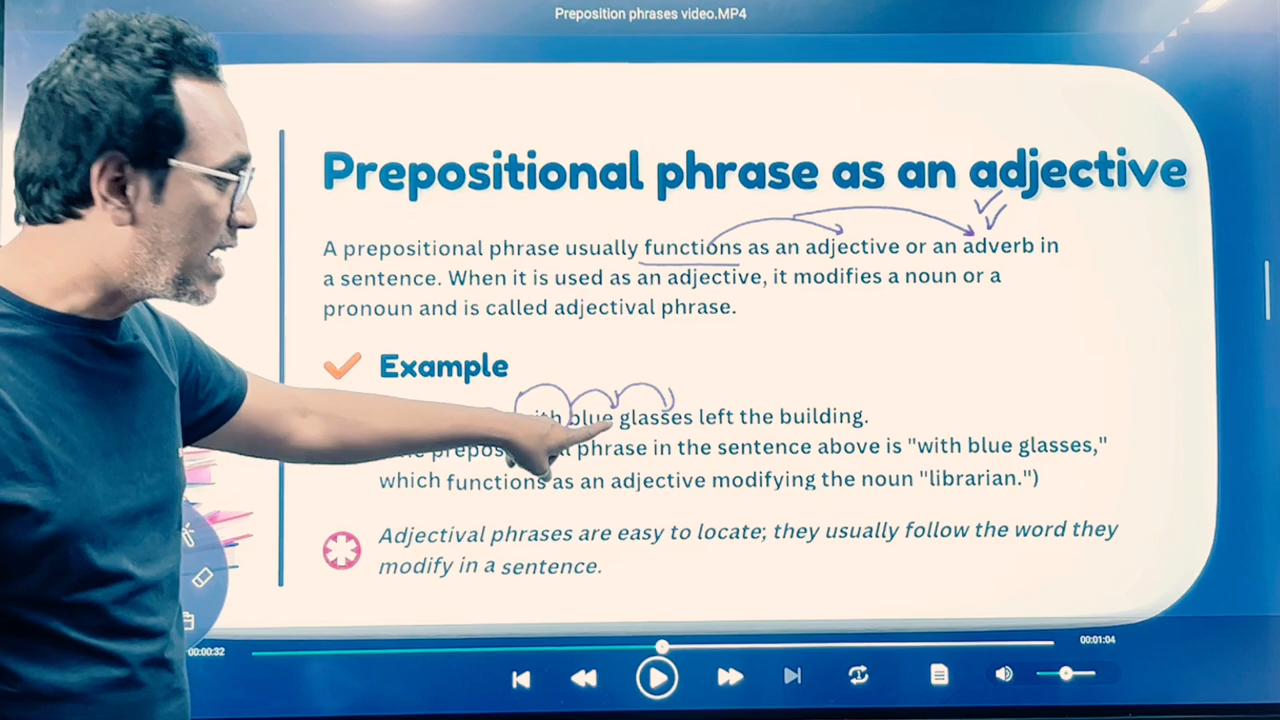 Preposition phrases video.MP4
Prepositional phrase as an adjective
A prepositional phrase usually functions as an adjective or an adverb in
a sentence. When it is used as an adjective, it modifies a noun or a
pronoun and is called adjectival phrase.
Example
with blue glasses left the building.
phrase in the sentence above is "with blue glasses,"
which functions as an adjective modifying the noun "librarian.")
Adjectival phrases are easy to locate; they usually follow the word they
modify in a sentence.
00:00:32
00:01:04